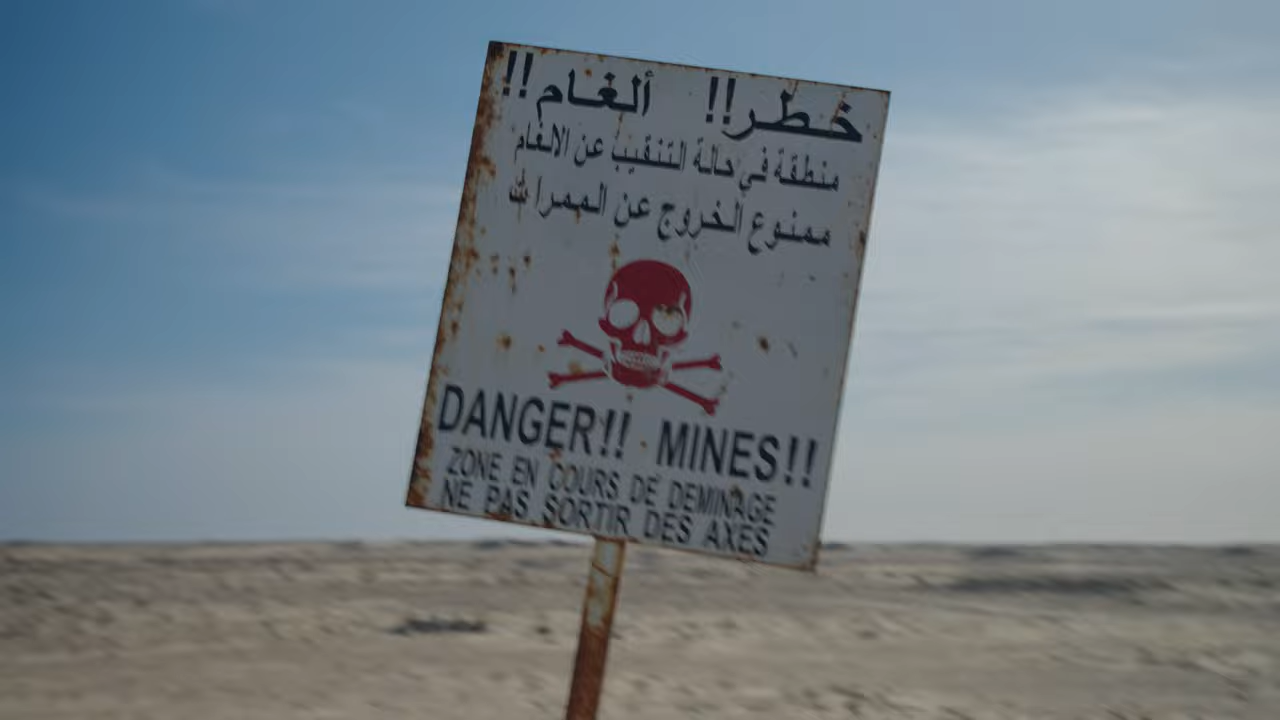 خطر!! ألغام!!
منطقة في حالة التنقيب عن الالغام
ممنوع الخروج عن الممرات
DANGER!! MINES!!
ZONE EN COURS DE DEMINAGE
NE PAS SORTIR DES AXES